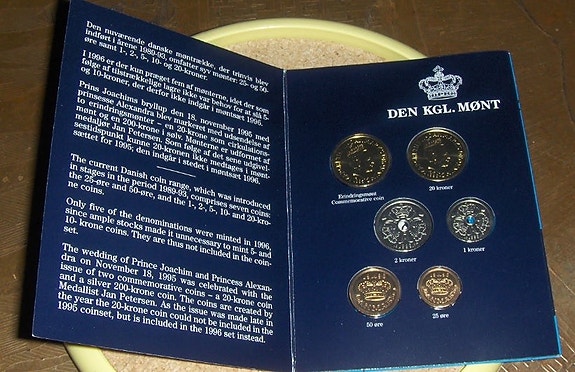 Den nuværende danske møntrække, der trinvis blev
indført i årene 1989-93, omfatter syv mønter: 25- og 50-
øre samt 1-, 2-, 5-, 10- og 20-kroner.
I 1996 er der kun præget fem af mønterne, idet der som
følge af tilstrækkelige lagre ikke var behov for at slå 5-
og 10-kroner, der derfor ikke indgår i møntsæt 1996.
Prins Joachims bryllup den 18. november 1995 med
prinsesse Alexandra blev markeret med udsendelse af
to erindringsmønter – en 20-krone som cirkulations-
mønt og en 200-krone i sølv. Mønterne er udformet af
medaljør Jan Petersen. Som følge af det sene udgivel-
sestidspunkt kunne 20-kronen ikke medtages i mønt-
sættet for 1995; den indgår i stedet i møntsæt 1996.
The current Danish coin range, which was introduced
in stages in the period 1989-93, comprises seven coins:
the 25-øre and 50-øre, and the 1-, 2-, 5-, 10- and 20-kro-
ne coins.
Only five of the denominations were minted in 1996,
since ample stocks made it unnecessary to mint 5- and
10- krone coins. They are thus not included in the coin-
set.
The wedding of Prince Joachim and Princess Alexan-
dra on November 18, 1995 was celebrated with the
issue of two commemorative coins – a 20-krone coin
and a silver 200-krone coin. The coins are created by
Medallist Jan Petersen. As the issue was made late in
the year the 20-krone coin could not be included in the
1995 coinset, but is included in the 1996 set instead.
DEN KGL. MØNT
Erindringsmønt
Commemorative coin
20 kroner
2 kroner
1 kroner
50 øre
25 øre